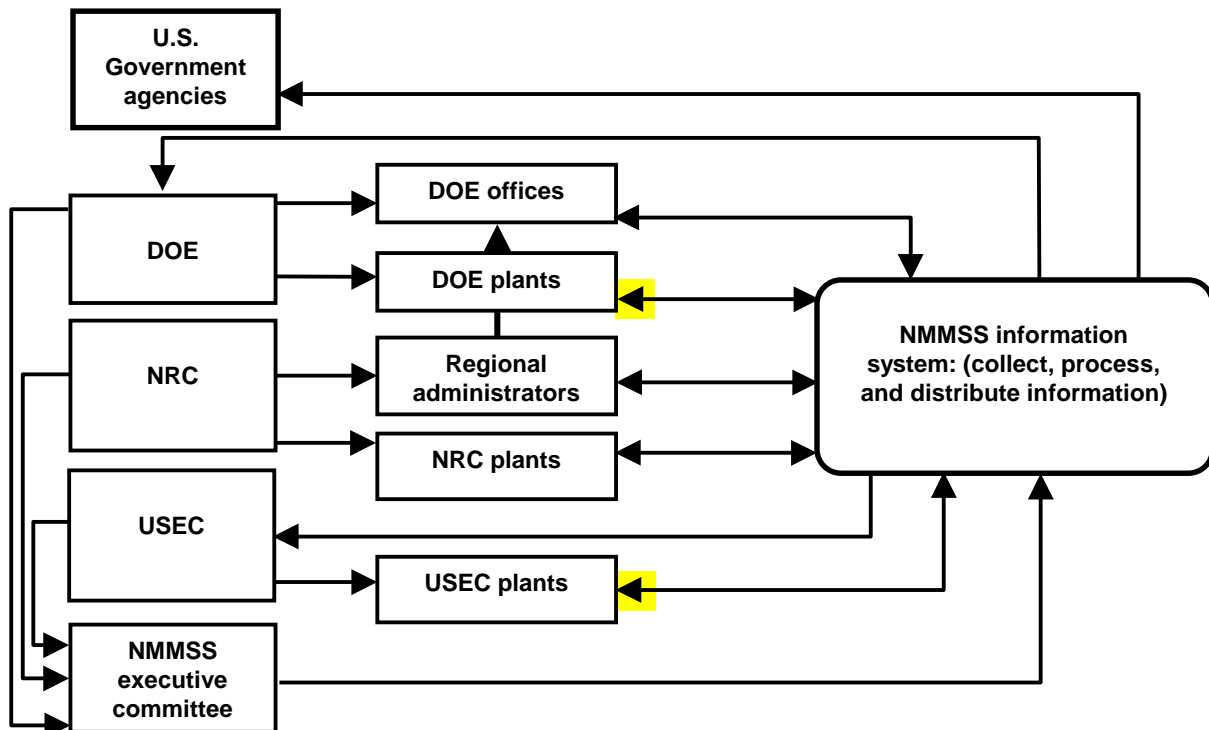 U.S.
Government
agencies
DOE offices
DOE
DOE plants
NMMSS information
system: (collect, process,
and distribute information)
NRC
Regional
administrators
NRC plants
USEC
USEC plants
NMMSS
executive
committee